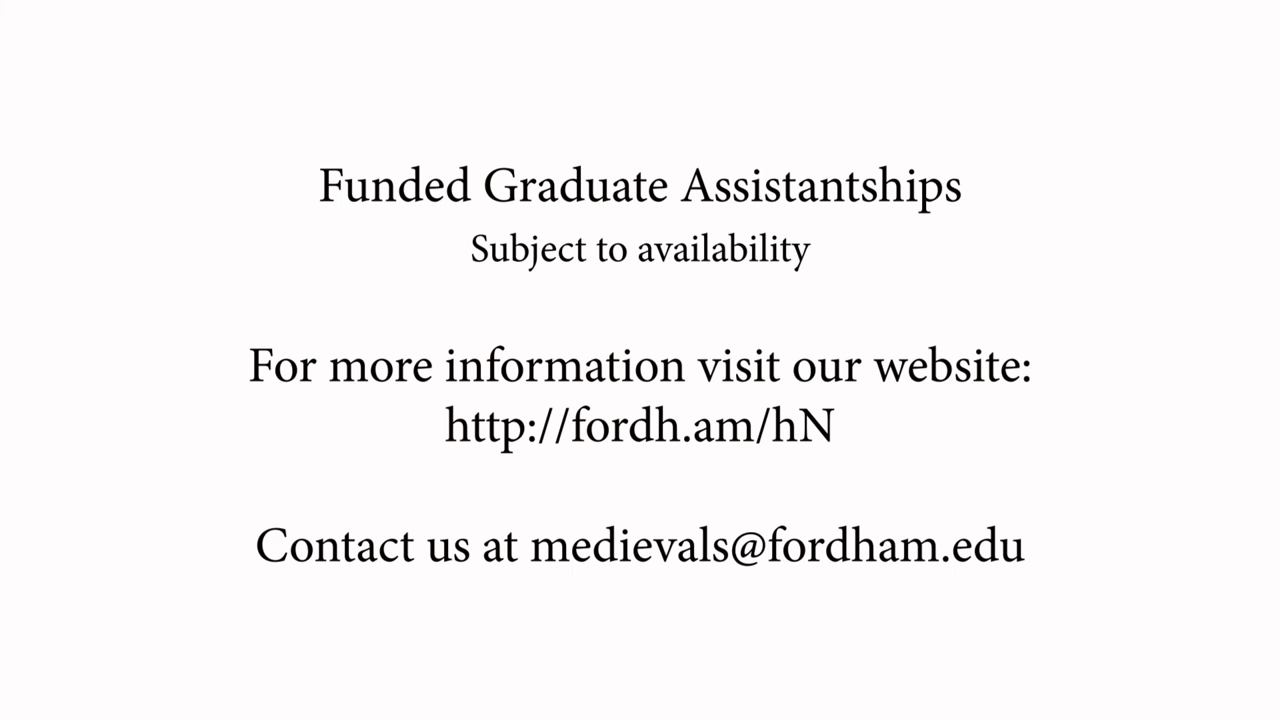 Funded Graduate Assistantships
Subject to availability
For more information visit our website:
http://fordh.am/hN
Contact us at medievals@fordham.edu